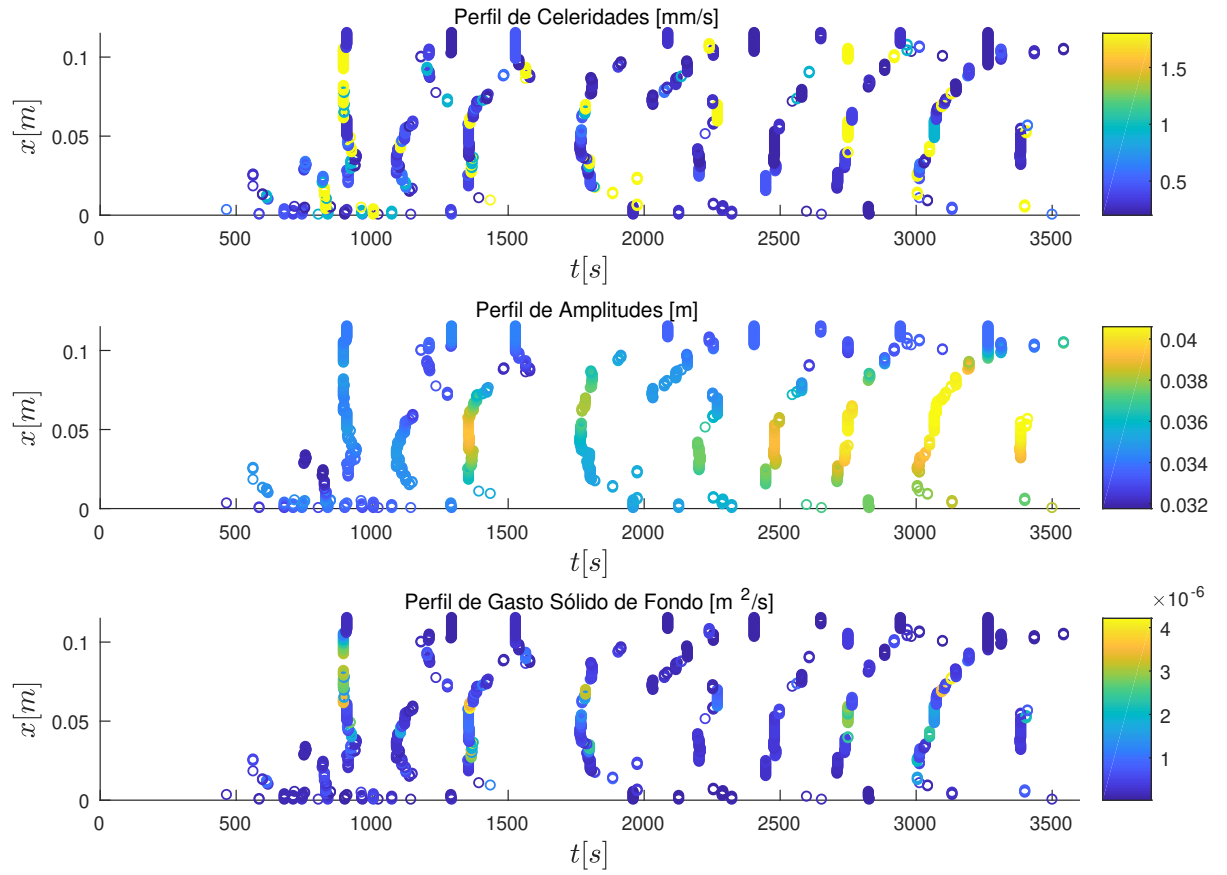 Perfil de Celeridades [mm/s]
0.1
0.05
0
x[m]
0 500 1000 1500 2000 2500 3000 3500
t[s]
1.5
1
0.5
Perfil de Amplitudes [m]
0.1
0.05
0
x[m]
0 500 1000 1500 2000 2500 3000 3500
t[s]
0.04
0.038
0.036
0.034
0.032
Perfil de Gasto Sólido de Fondo [m ²/s]
0.1
0.05
0
x[m]
0 500 1000 1500 2000 2500 3000 3500
t[s]
×10⁻⁶
4
3
2
1